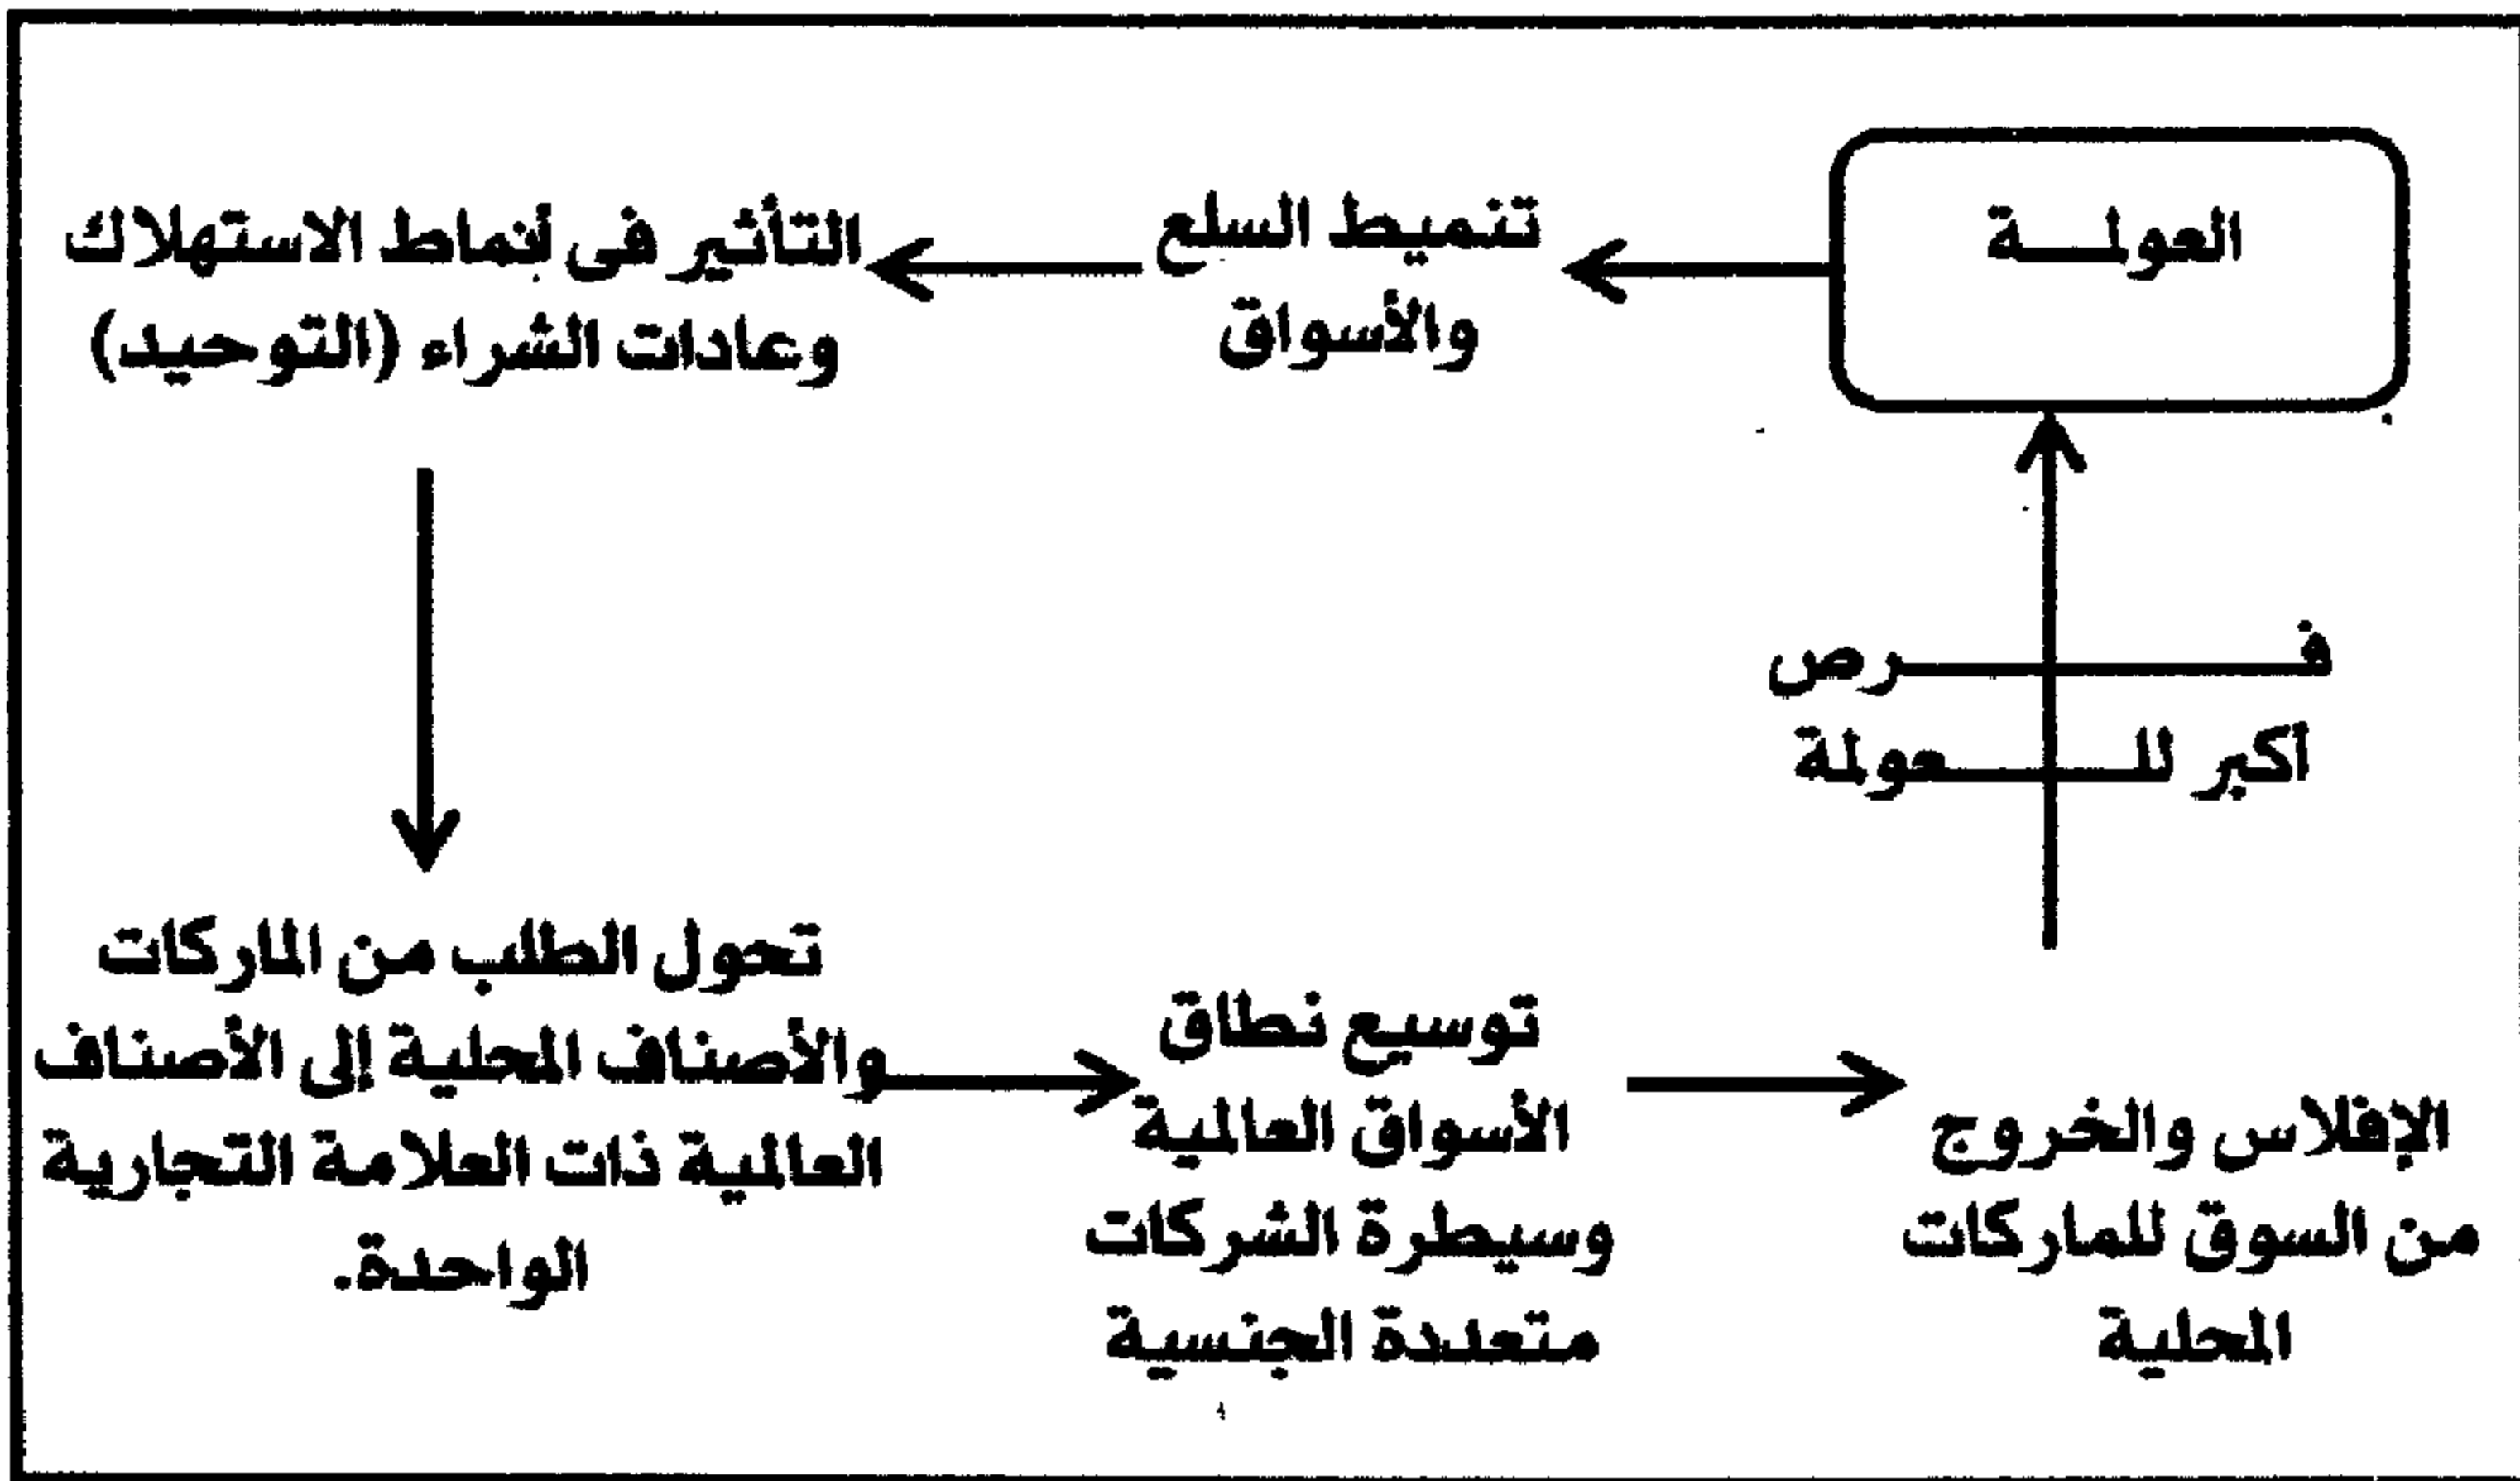 العولمة
تنميط السلع
والأسواق
التأثير فى أنماط الاستهلاك
وعادات الشراء (التوحيد)
تحول الطلب من الماركات
والأصناف المحلية إلى الأصناف
العالمية ذات العلامة التجارية
الواحدة.
توسيع نطاق
الأسواق العالمية
وسيطرة الشركات
متعددة الجنسية
الإفلاس والخروج
من السوق للماركات
المحلية
فرص
أكبر للعولمة